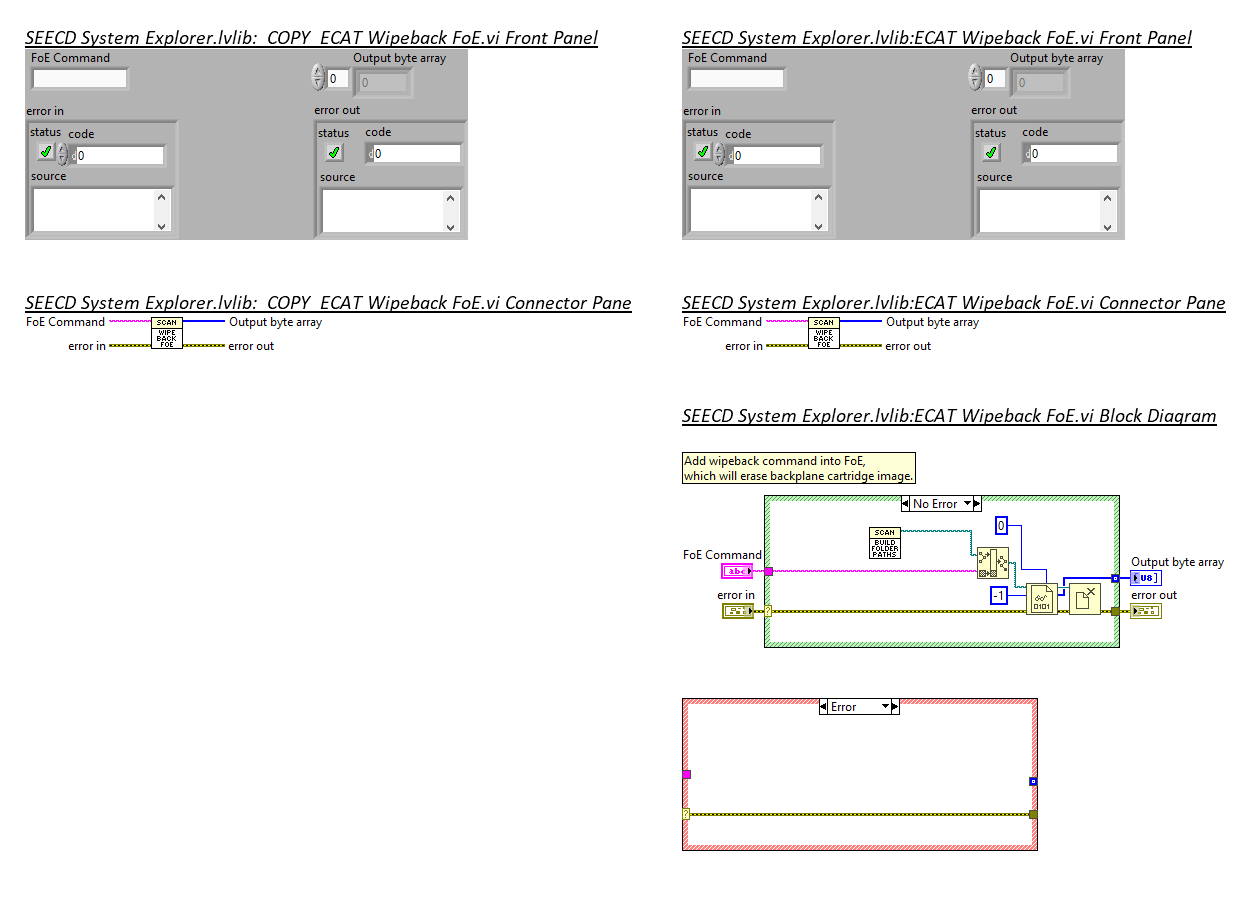 SEECD System Explorer.lvlib:_COPY_ECAT Wipeback FoE.vi Front Panel
FoE Command
Output byte array
0
0
error in
error out
status
code
0
status
code
0
source
source
SEECD System Explorer.lvlib:_COPY_ECAT Wipeback FoE.vi Connector Pane
FoE Command
SCAN
WIPE
BACK
FOE
Output byte array
error in
error out
SEECD System Explorer.lvlib:ECAT Wipeback FoE.vi Front Panel
FoE Command
Output byte array
0
0
error in
error out
status
code
d
0
status
code
d
0
source
source
SEECD System Explorer.lvlib:ECAT Wipeback FoE.vi Connector Pane
FoE Command
SCAN
WIPE
BACK
FOE
Output byte array
error in
error out
SEECD System Explorer.lvlib:ECAT Wipeback FoE.vi Block Diagram
Add wipeback command into FoE,
which will erase backplane cartridge image.
No Error
SCAN
BUILD
FOLDER
PATHS
0
FoE Command
abc
Output byte array
U8
error in
?
-1
0101
error out
Error
?